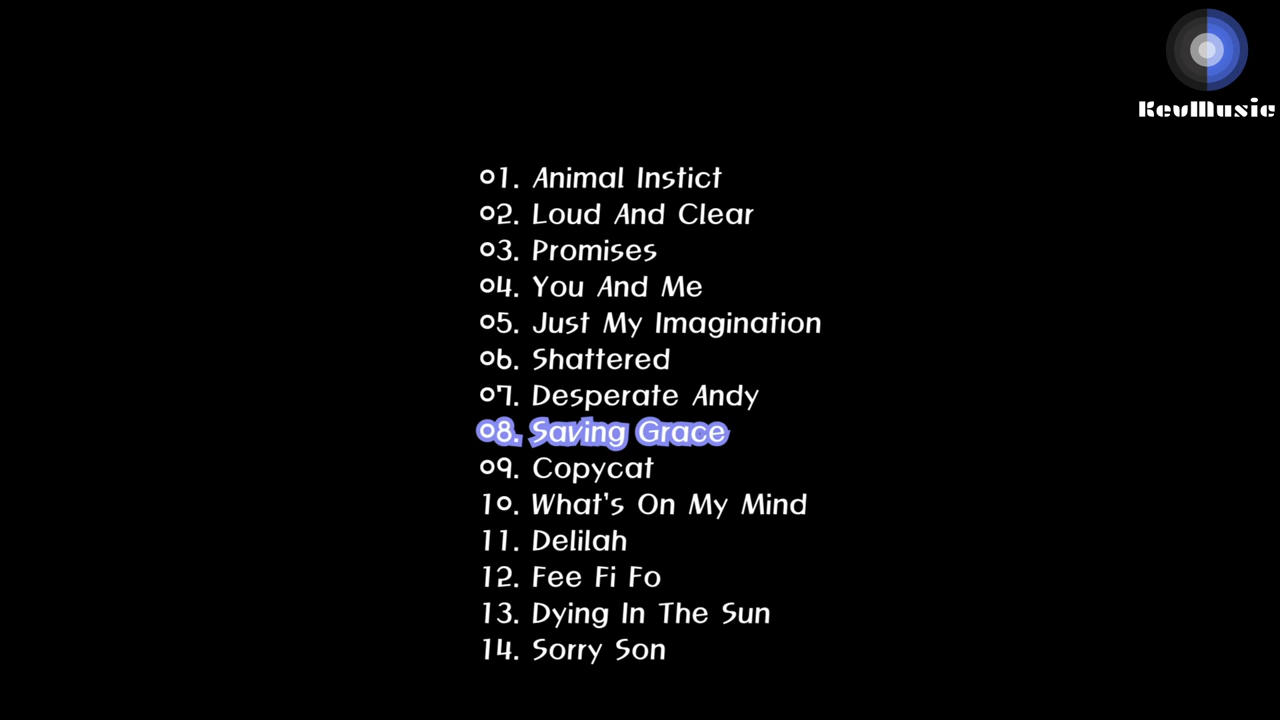 KevMusic
01. Animal Instict
02. Loud And Clear
03. Promises
04. You And Me
05. Just My Imagination
06. Shattered
07. Desperate Andy
08. Saving Grace
09. Copycat
10. What's On My Mind
11. Delilah
12. Fee Fi Fo
13. Dying In The Sun
14. Sorry Son